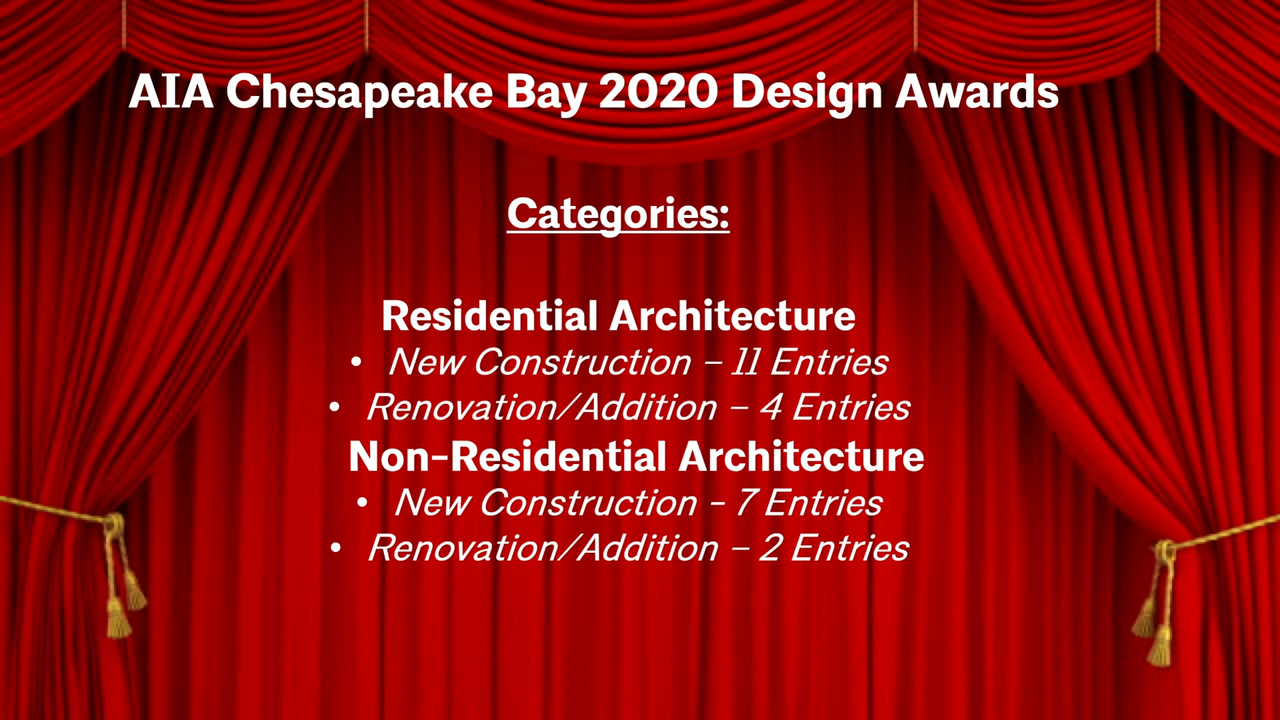 AIA Chesapeake Bay 2020 Design Awards
Categories:
Residential Architecture
• New Construction – 11 Entries
• Renovation/Addition – 4 Entries
Non-Residential Architecture
• New Construction - 7 Entries
• Renovation/Addition – 2 Entries